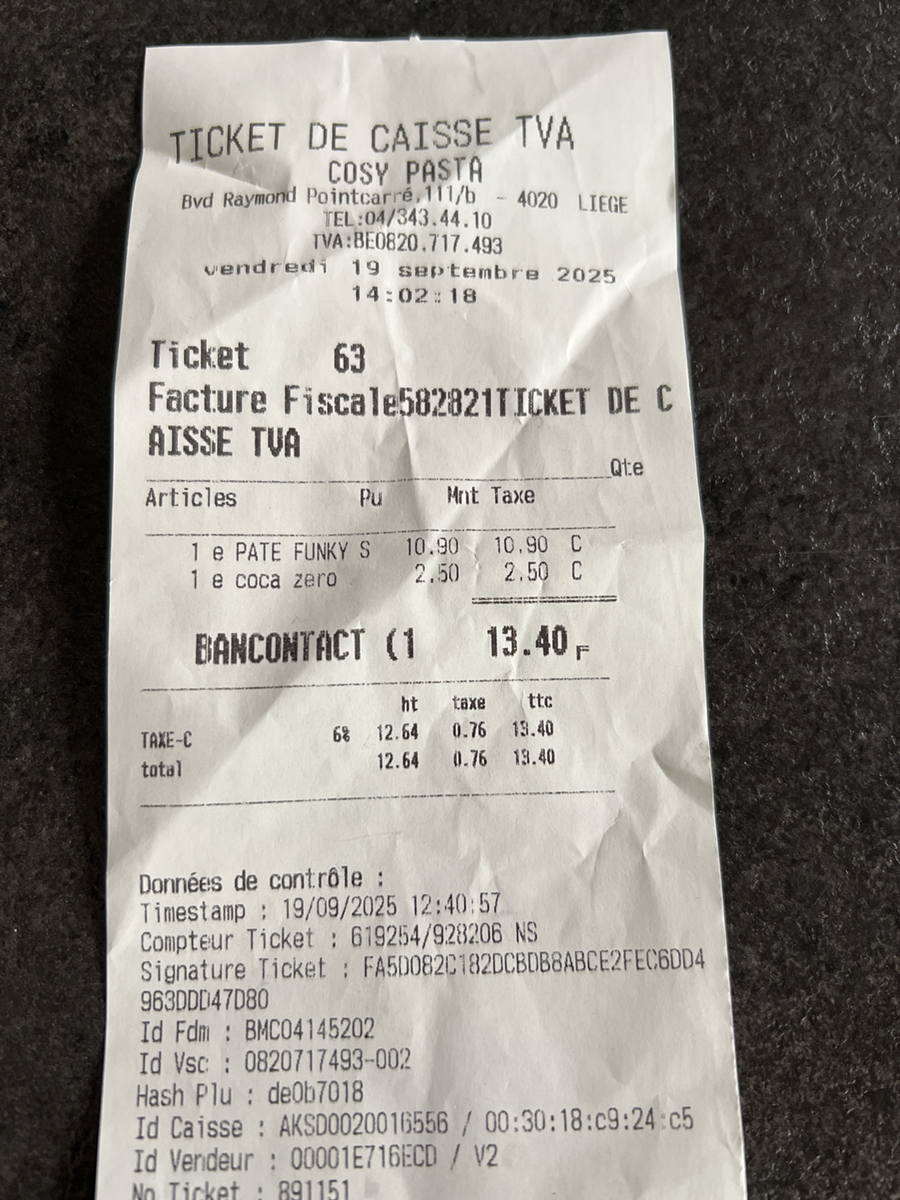 TICKET DE CAISSE TVA
COSY PASTA
Bvd Raymond Pointcarré,111/b - 4020 LIEGE
TEL:04/343.44.10
TVA:BE0820.717.493
vendredi 19 septembre 2025
14:02:18
Ticket 63
Facture Fiscale582821TICKET DE C
AISSE TVA
Qte
Articles Pu Mnt Taxe
1 e PATE FUNKY S 10.90 10.90 C
1 e coca zero 2.50 2.50 C
BANCONTACT (1 13.40 F
ht taxe ttc
TAXE-C 6% 12.64 0.76 13.40
total 12.64 0.76 13.40
Données de contrôle :
Timestamp : 19/09/2025 12:40:57
Compteur Ticket : 619254/928206 NS
Signature Ticket : FA5D082C182DCBDB8ABCE2FEC6DD4
963DDD47D80
Id Fdm : BMC04145202
Id Vsc : 0820717493-002
Hash Plu : de0b7018
Id Caisse : AKSD0020016556 / 00:30:18:c9:24:c5
Id Vendeur : 00001E716ECD / V2
No Ticket : 891151